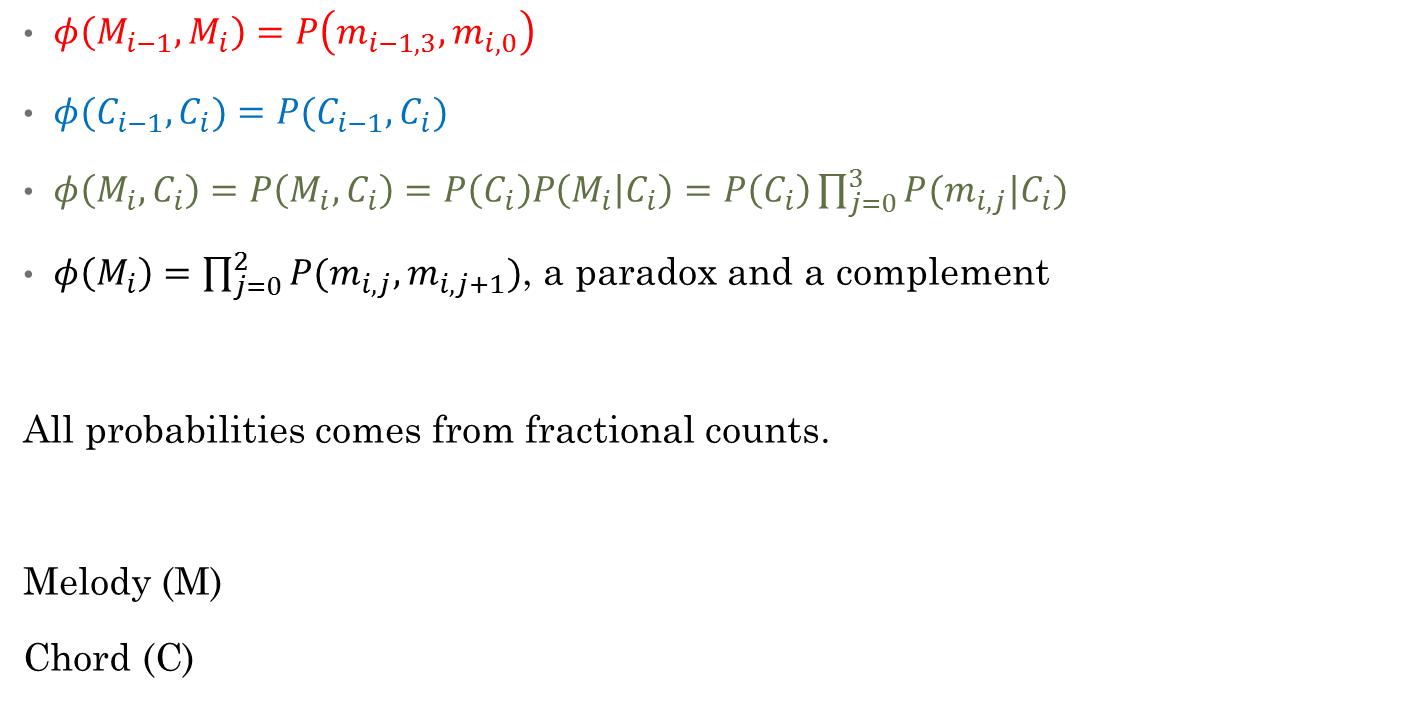 • ϕ(M_{i−1}, M_i) = P(m_{i−1,3}, m_{i,0})
• ϕ(C_{i−1}, C_i) = P(C_{i−1}, C_i)
• ϕ(M_i, C_i) = P(M_i, C_i) = P(C_i)P(M_i|C_i) = P(C_i) ∏_{j=0}^{3} P(m_{i,j}|C_i)
• ϕ(M_i) = ∏_{j=0}^{2} P(m_{i,j}, m_{i,j+1}), a paradox and a complement
All probabilities comes from fractional counts.
Melody (M)
Chord (C)